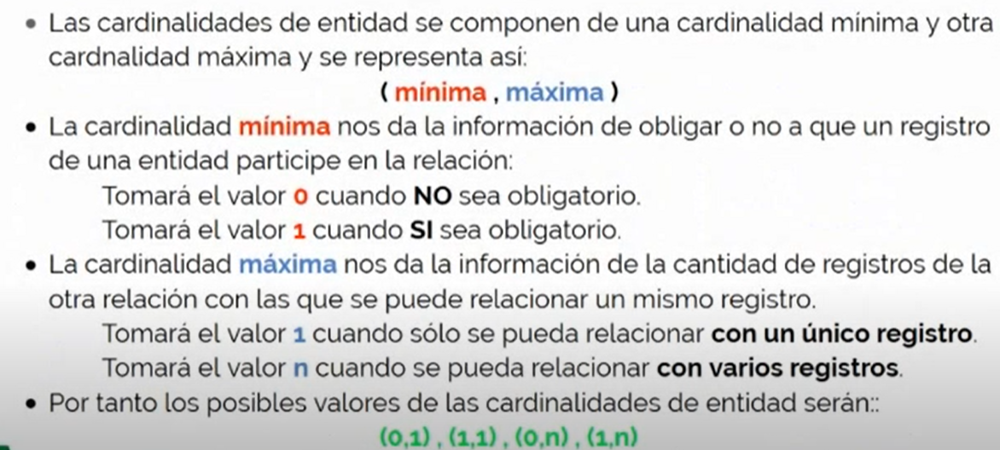 • Las cardinalidades de entidad se componen de una cardinalidad mínima y otra
cardnalidad máxima y se representa así:
( mínima , máxima )
• La cardinalidad mínima nos da la información de obligar o no a que un registro
de una entidad participe en la relación:
Tomará el valor 0 cuando NO sea obligatorio.
Tomará el valor 1 cuando SI sea obligatorio.
• La cardinalidad máxima nos da la información de la cantidad de registros de la
otra relación con las que se puede relacionar un mismo registro.
Tomará el valor 1 cuando sólo se pueda relacionar con un único registro.
Tomará el valor n cuando se pueda relacionar con varios registros.
• Por tanto los posibles valores de las cardinalidades de entidad serán::
(0,1) , (1,1) , (0,n) , (1,n)